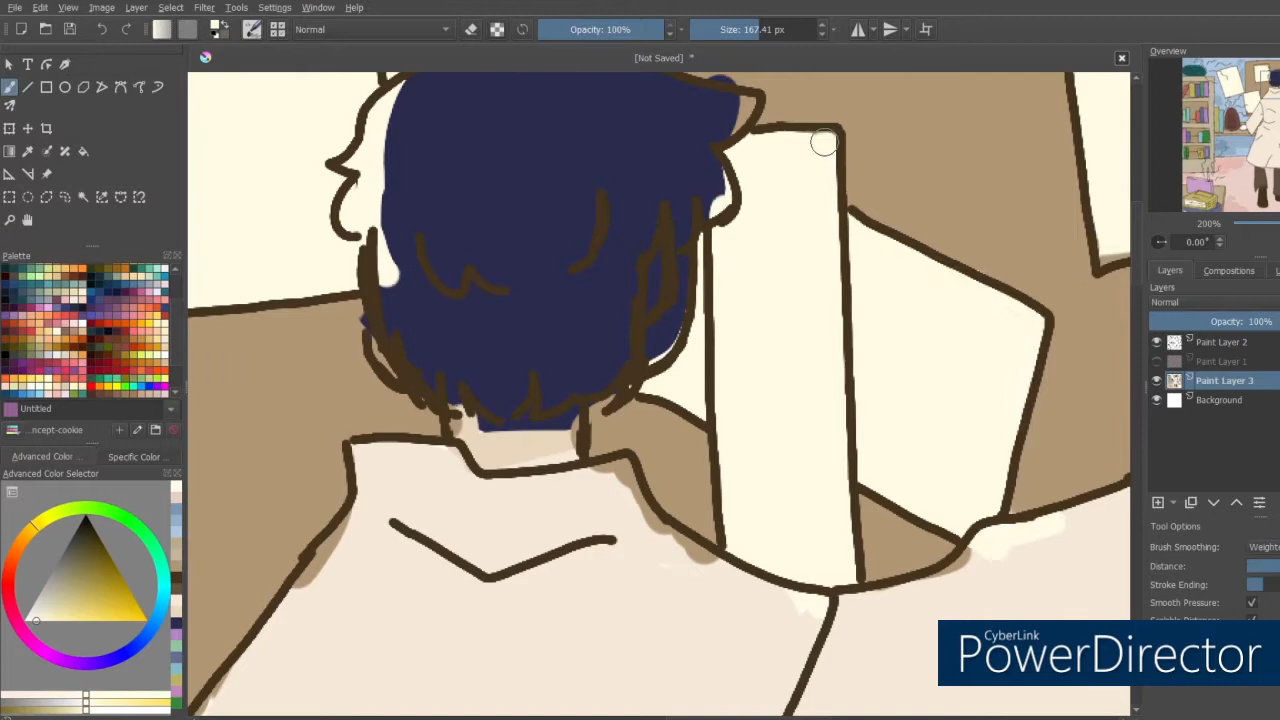 File Edit View Image Layer Select Filter Tools Settings Window Help
Normal Opacity: 100% Size: 167.41 px
[Not Saved] *
Overview
200%
0.00°
Layers Compositions
Layers
Normal
Opacity: 100%
Paint Layer 2
Paint Layer 1
Paint Layer 3
Background
Tool Options
Brush Smoothing: Weighte
Distance:
Stroke Ending:
Smooth Pressure:
Palette
Untitled
...ncept-cookie
Advanced Color ... Specific Color ...
Advanced Color Selector
CyberLink
PowerDirector